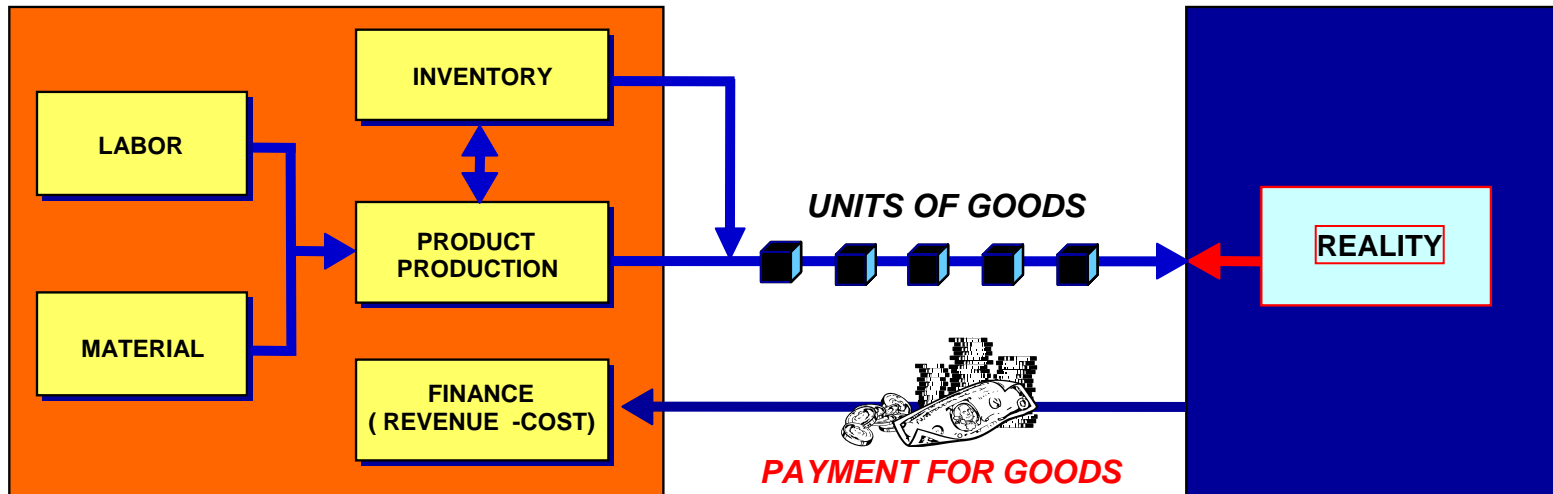 INVENTORY
LABOR
UNITS OF GOODS
PRODUCT
PRODUCTION
REALITY
MATERIAL
FINANCE
( REVENUE -COST)
PAYMENT FOR GOODS